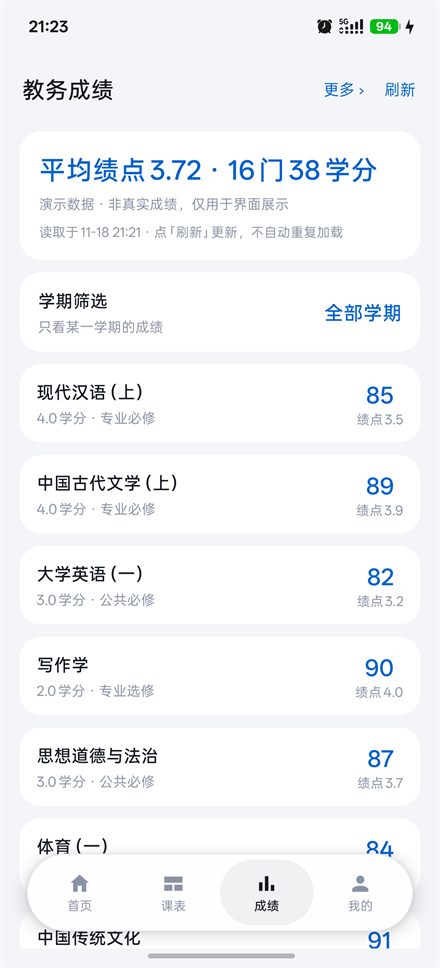 21:23
5G
94
教务成绩
更多 ›
刷新
平均绩点 3.72 · 16 门 38 学分
演示数据 · 非真实成绩，仅用于界面展示
读取于 11-18 21:21 · 点「刷新」更新，不自动重复加载
学期筛选
只看某一学期的成绩
全部学期
现代汉语（上）
4.0 学分 · 专业必修
85
绩点 3.5
中国古代文学（上）
4.0 学分 · 专业必修
89
绩点 3.9
大学英语（一）
3.0 学分 · 公共必修
82
绩点 3.2
写作学
2.0 学分 · 专业选修
90
绩点 4.0
思想道德与法治
3.0 学分 · 公共必修
87
绩点 3.7
体育（一）
84
首页
课表
成绩
我的
中国传统文化
91